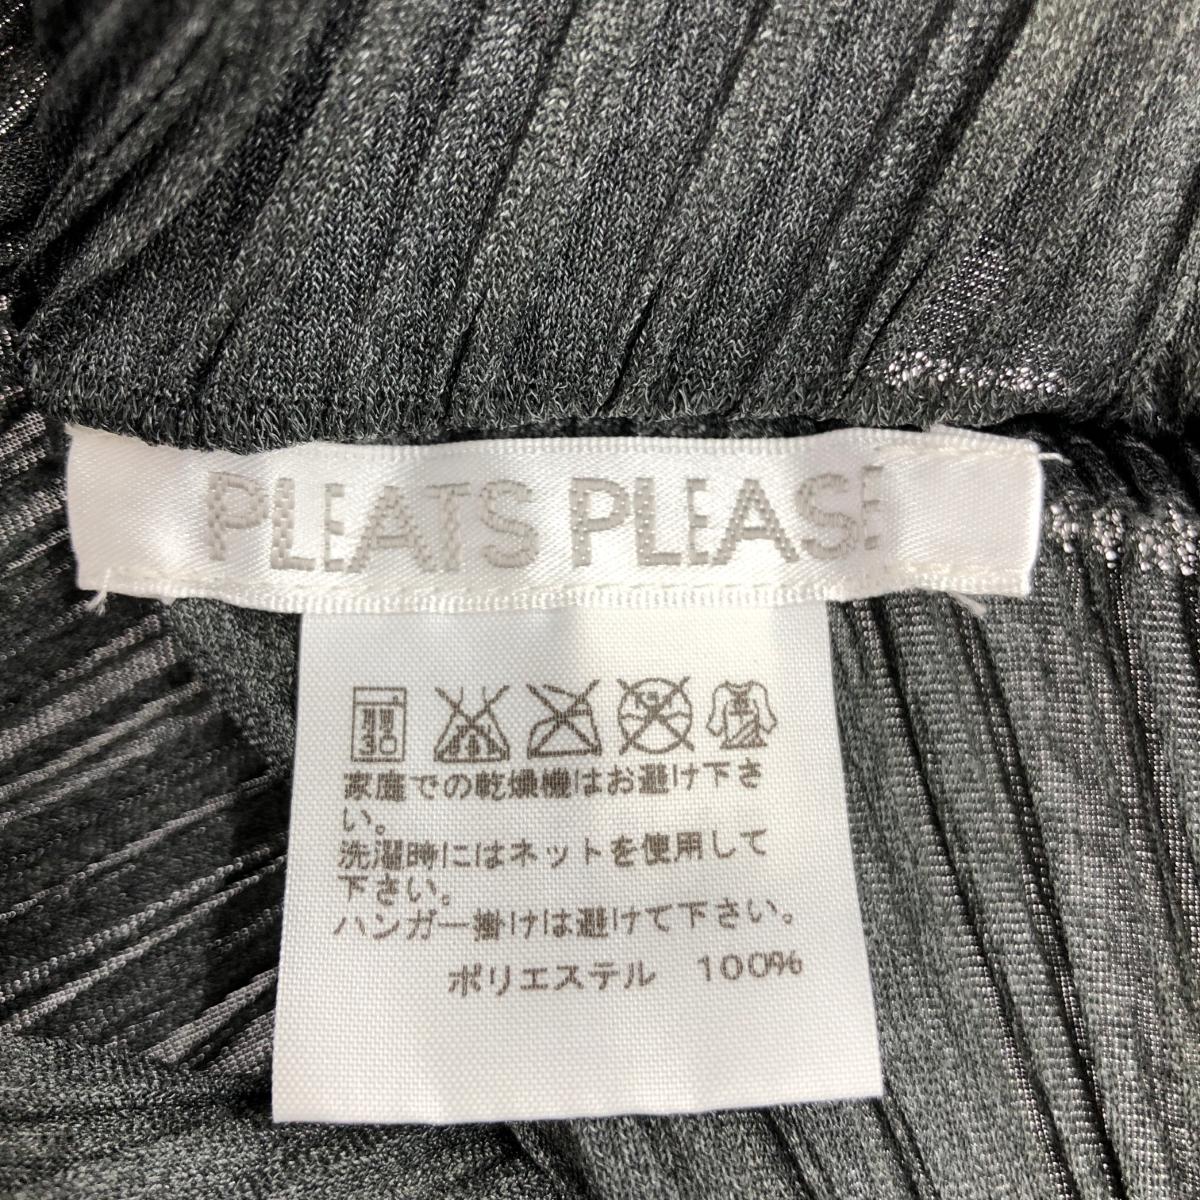 PLEATS PLEASE
30
家庭での乾燥機はお避け下さ
い。
洗濯時にはネットを使用して
下さい。
ハンガー掛けは避けて下さい。
ポリエステル 100%